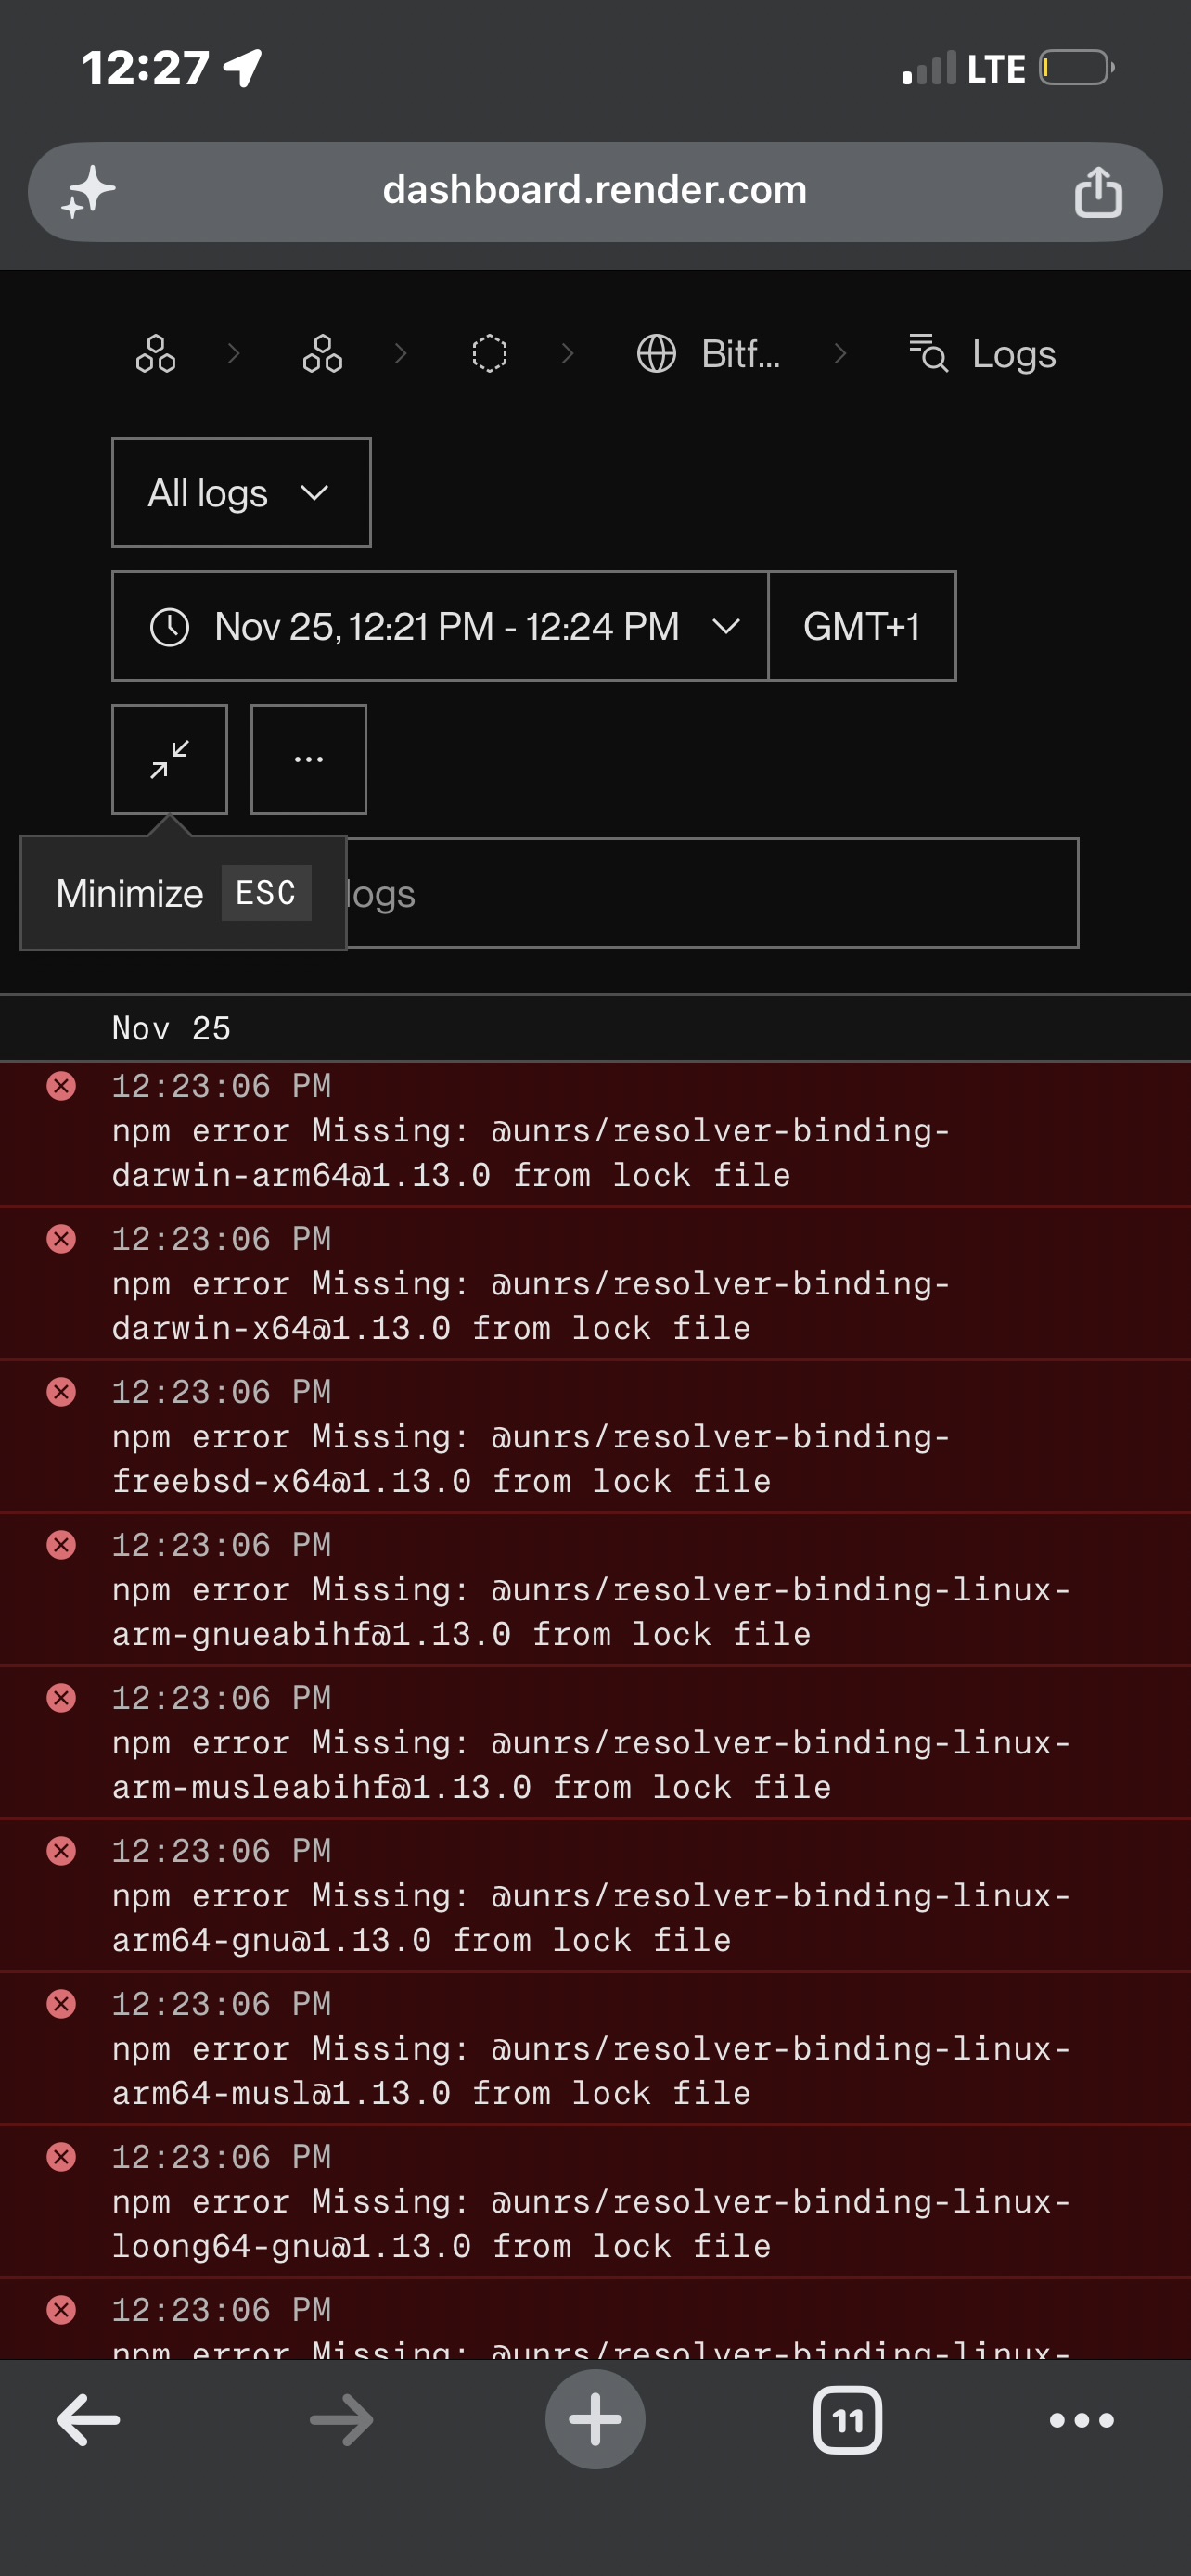 12:27
LTE
dashboard.render.com
Bitf...
Logs
All logs
Nov 25, 12:21 PM - 12:24 PM
GMT+1
...
Minimize ESC
logs
Nov 25
12:23:06 PM
npm error Missing: @unrs/resolver-binding-
darwin-arm64@1.13.0 from lock file
12:23:06 PM
npm error Missing: @unrs/resolver-binding-
darwin-x64@1.13.0 from lock file
12:23:06 PM
npm error Missing: @unrs/resolver-binding-
freebsd-x64@1.13.0 from lock file
12:23:06 PM
npm error Missing: @unrs/resolver-binding-linux-
arm-gnueabihf@1.13.0 from lock file
12:23:06 PM
npm error Missing: @unrs/resolver-binding-linux-
arm-musleabihf@1.13.0 from lock file
12:23:06 PM
npm error Missing: @unrs/resolver-binding-linux-
arm64-gnu@1.13.0 from lock file
12:23:06 PM
npm error Missing: @unrs/resolver-binding-linux-
arm64-musl@1.13.0 from lock file
12:23:06 PM
npm error Missing: @unrs/resolver-binding-linux-
loong64-gnu@1.13.0 from lock file
12:23:06 PM
npm error Missing: @unrs/resolver-binding-linux-
11